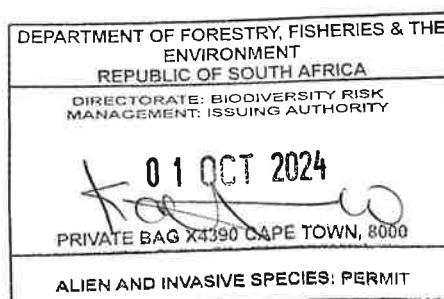 DEPARTMENT OF FORESTRY, FISHERIES & THE
ENVIRONMENT
REPUBLIC OF SOUTH AFRICA
DIRECTORATE: BIODIVERSITY RISK
MANAGEMENT: ISSUING AUTHORITY
01 OCT 2024
PRIVATE BAG X4390 CAPE TOWN, 8000
ALIEN AND INVASIVE SPECIES: PERMIT